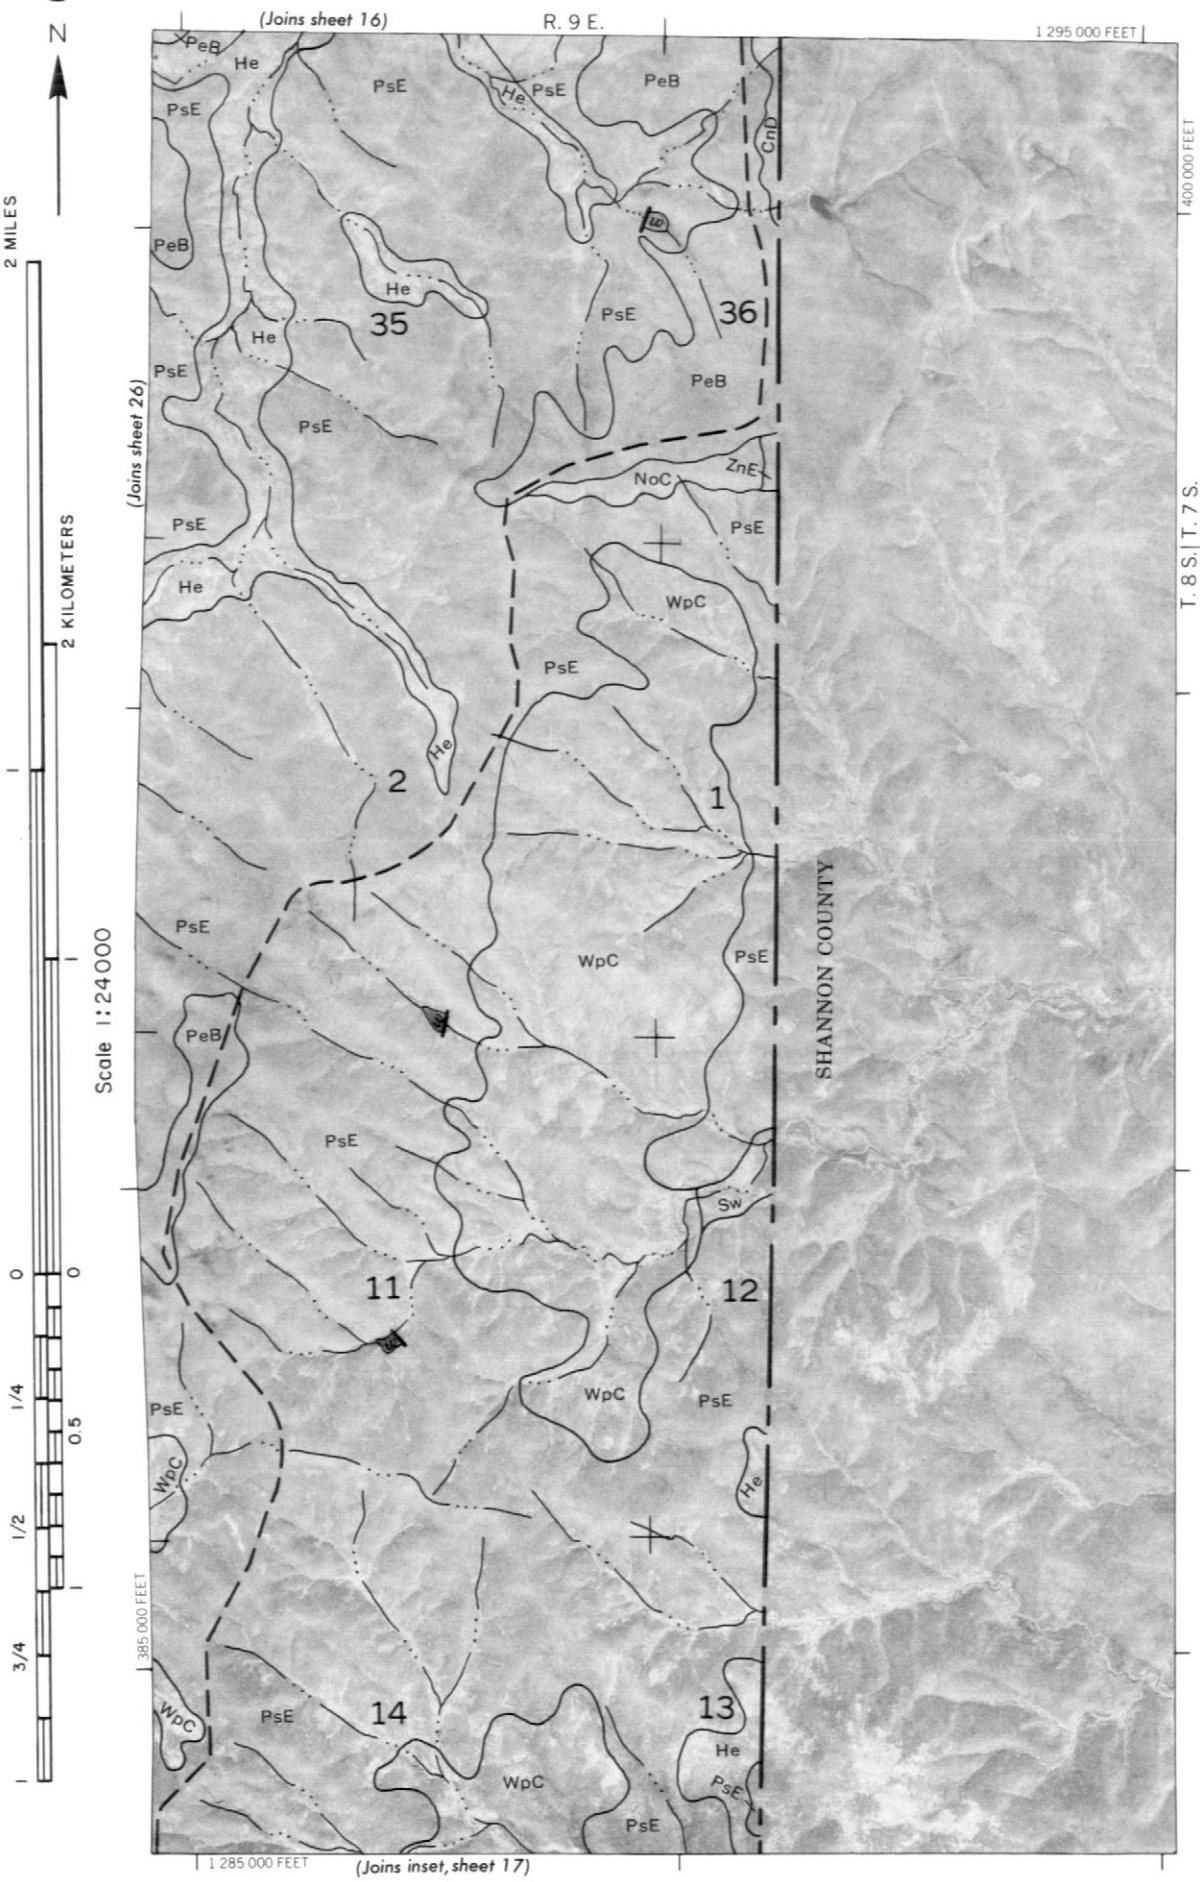 (Joins sheet 16)
R. 9 E.
1 295 000 FEET
N
PeB
He
PsE
He
PsE
PeB
CnD
PsE
400 000 FEET
w
PeB
2 MILES
He
PsE
36
35
He
PsE
PeB
(Joins sheet 26)
PsE
ZnE
NoC
PsE
PsE
T. 8 S. | T. 7 S.
He
WpC
2 KILOMETERS
PsE
He
2
1
1
PsE
WpC
PsE
SHANNON COUNTY
1
Scale 1:24000
w
PeB
PsE
Sw
0
0
11
12
w
1/4
PsE
WpC
PsE
0.5
WpC
He
1/2
1
385 000 FEET
3/4
WpC
PsE
14
13
He
WpC
PsE
PsE
1
1 285 000 FEET
(Joins inset, sheet 17)